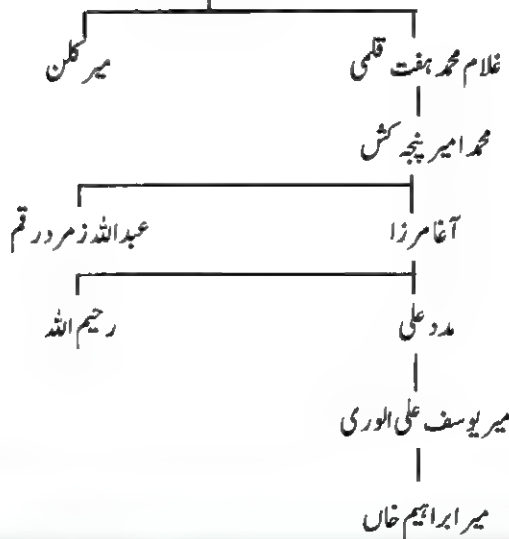 غلام محمد ہفت قلمی میر کلن
محمد امیر پنجہ کش
آغا مرزا عبداللہ زمرد رقم
مدد علی رحیم اللہ
میر یوسف علی الوری
میر ابراہیم خاں